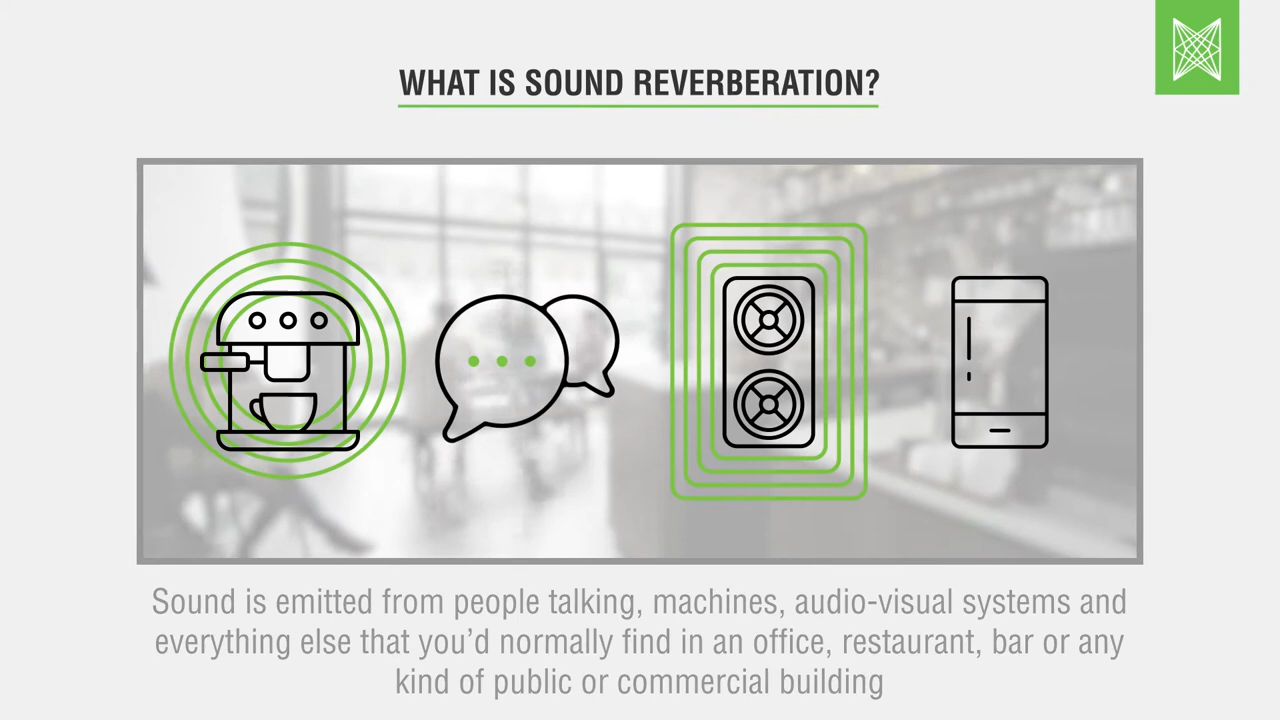 WHAT IS SOUND REVERBERATION?
Sound is emitted from people talking, machines, audio-visual systems and
everything else that you’d normally find in an office, restaurant, bar or any
kind of public or commercial building